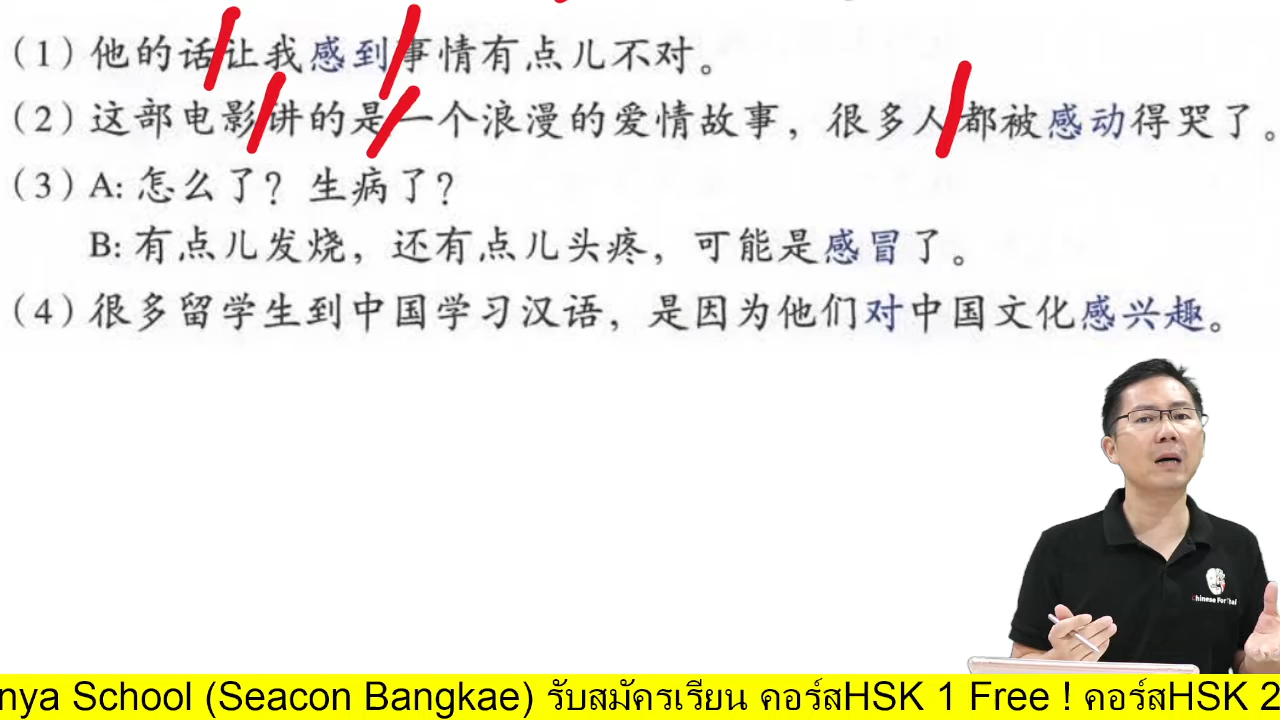 (1) 他的话让我感到事情有点儿不对。
(2) 这部电影讲的是一个浪漫的爱情故事，很多人都被感动得哭了。
(3) A: 怎么了？生病了？
B: 有点儿发烧，还有点儿头疼，可能是感冒了。
(4) 很多留学生到中国学习汉语，是因为他们对中国文化感兴趣。
Chinese For Thai
nya School (Seacon Bangkae) รับสมัครเรียน คอร์สHSK 1 Free ! คอร์สHSK 2